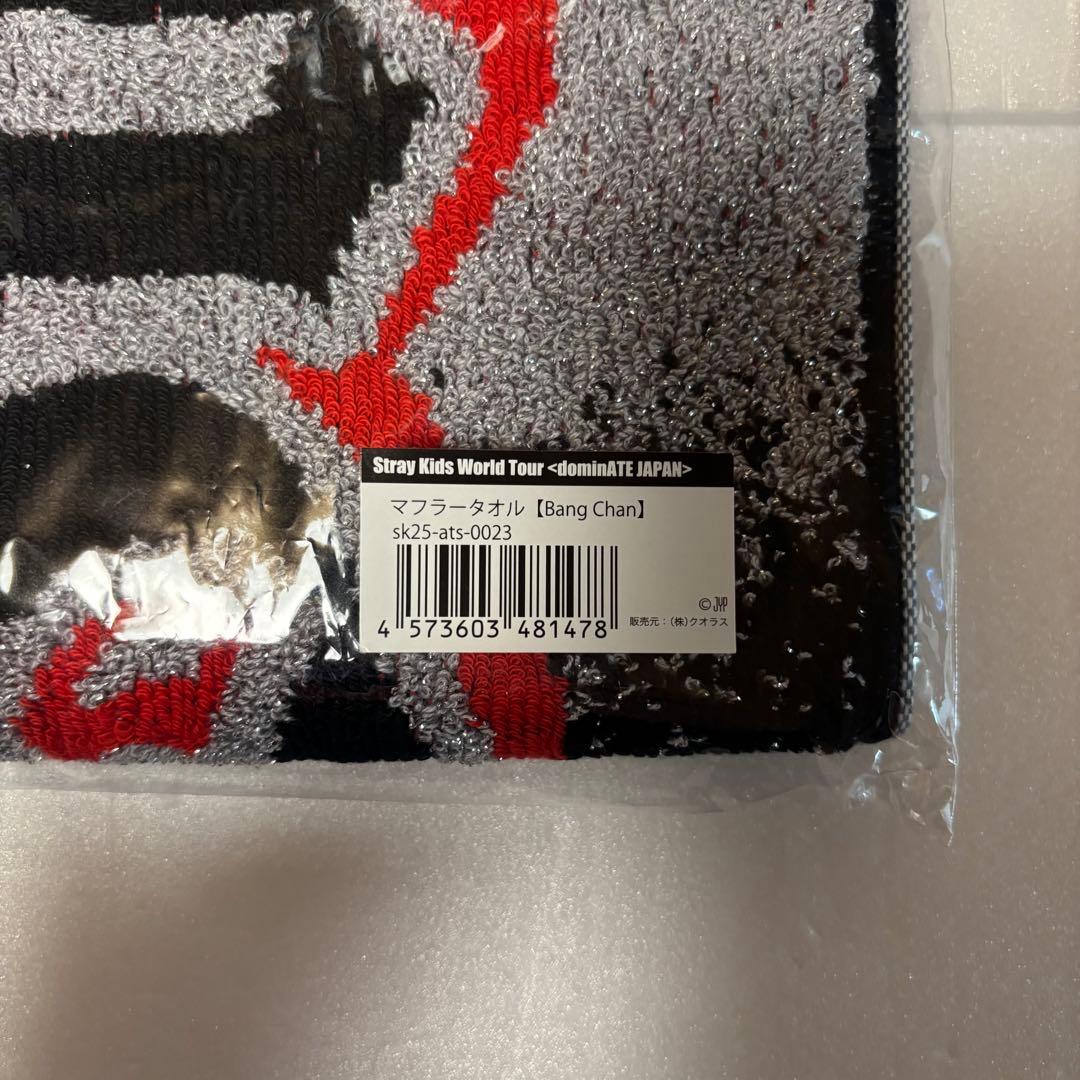 Stray Kids World Tour <dominATE JAPAN>
マフラータオル【Bang Chan】
sk25-ats-0023
© JYP
4 573603 481478
販売元：(株)クオラス